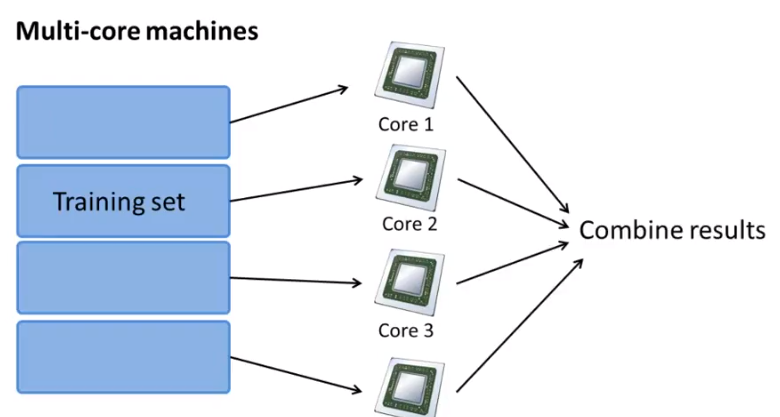 Multi-core machines
Core 1
Training set
Core 2
Combine results
Core 3